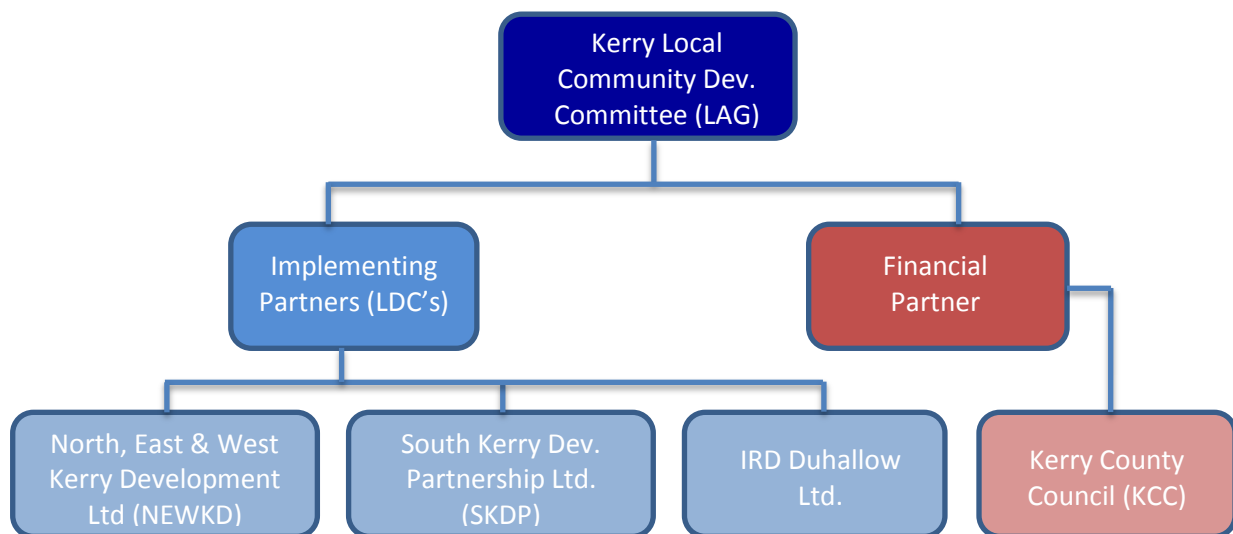 Kerry Local
Community Dev.
Committee (LAG)
Implementing
Partners (LDC’s)
Financial
Partner
North, East & West
Kerry Development
Ltd (NEWKD)
South Kerry Dev.
Partnership Ltd.
(SKDP)
IRD Duhallow
Ltd.
Kerry County
Council (KCC)